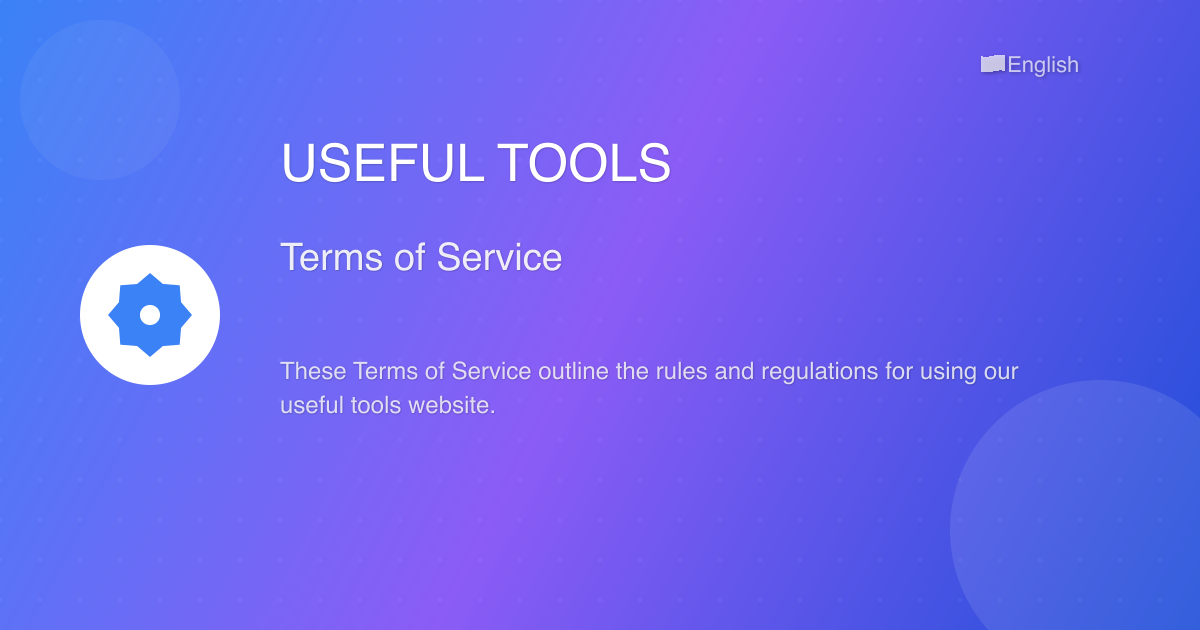 English
USEFUL TOOLS
Terms of Service
These Terms of Service outline the rules and regulations for using our
useful tools website.